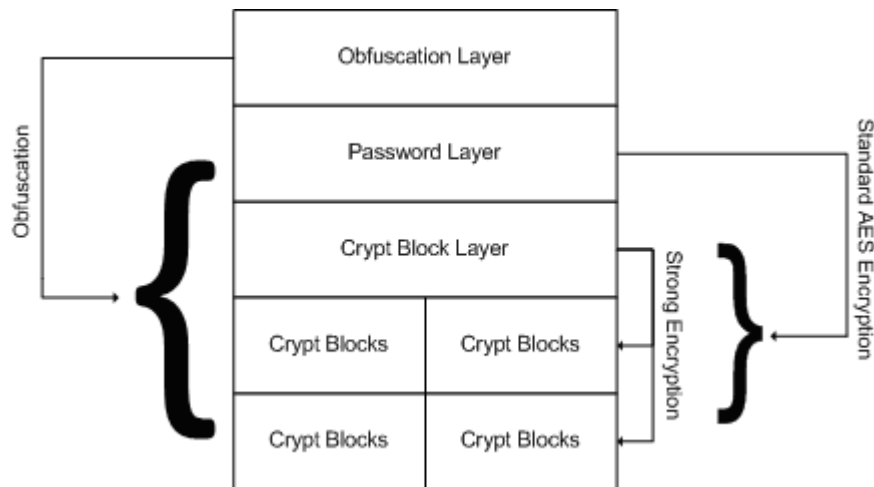 Obfuscation Layer
Password Layer
Crypt Block Layer
Crypt Blocks
Crypt Blocks
Crypt Blocks
Crypt Blocks
Obfuscation
Strong Encryption
Standard AES Encryption